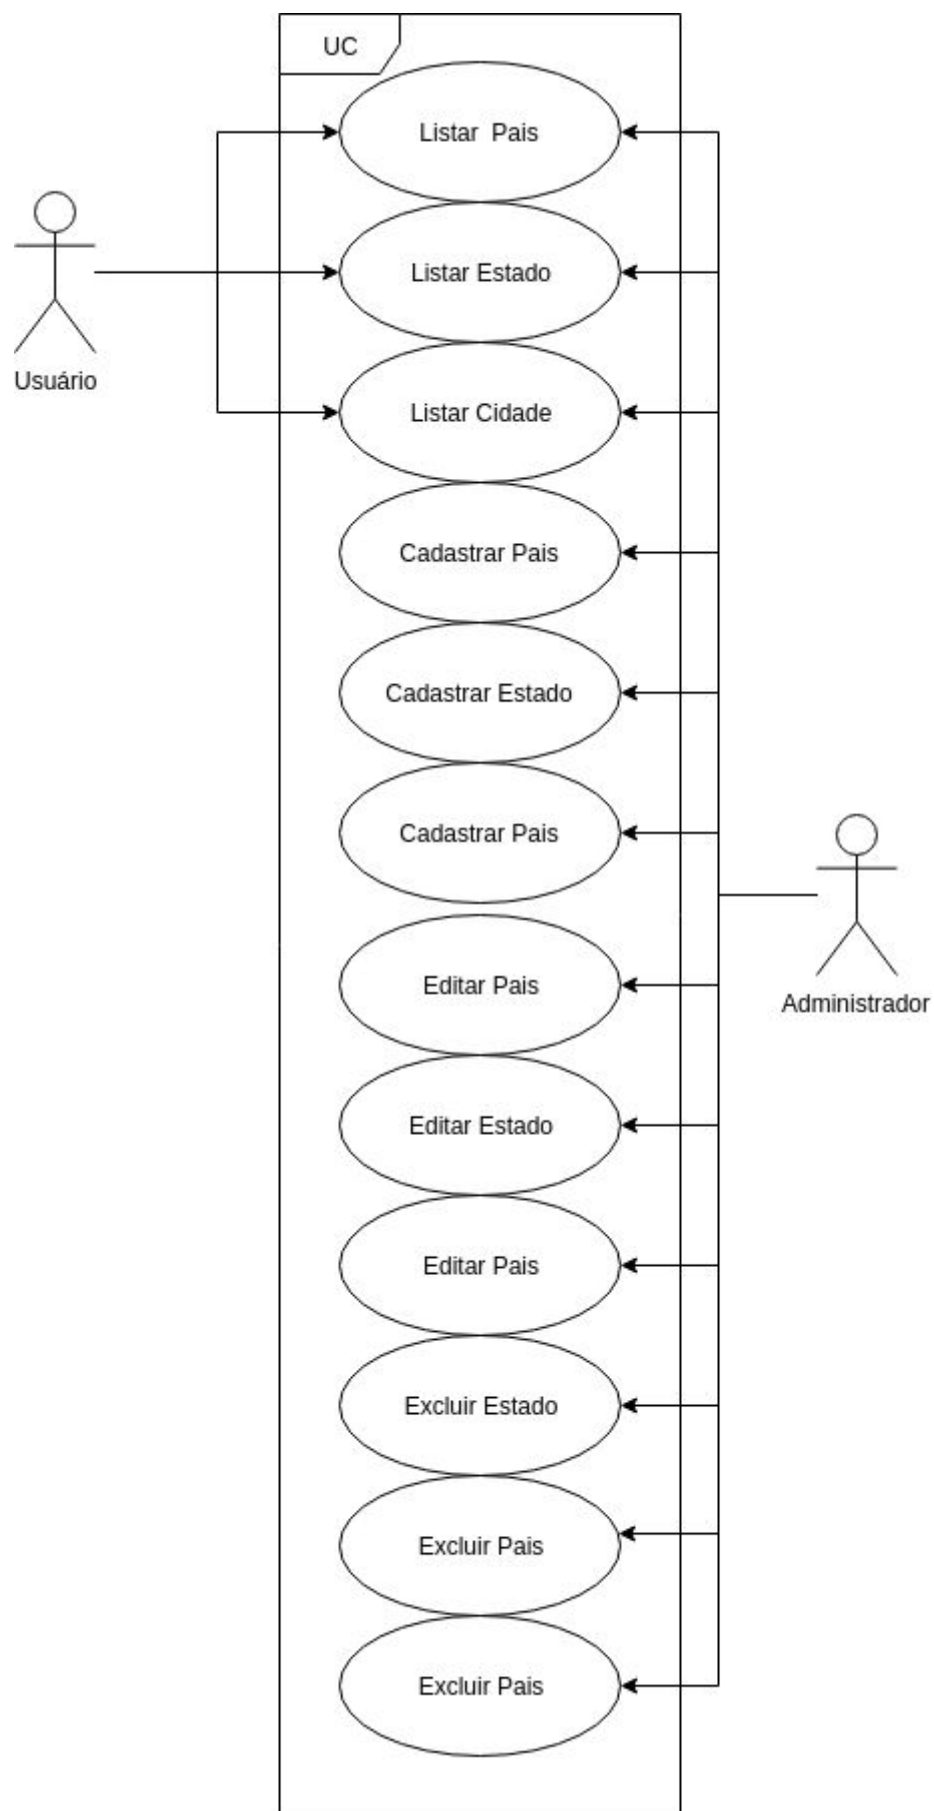 UC
Listar  Pais
Listar Estado
Usuário
Listar Cidade
Cadastrar Pais
Cadastrar Estado
Cadastrar Pais
Editar Pais
Administrador
Editar Estado
Editar Pais
Excluir Estado
Excluir Pais
Excluir Pais